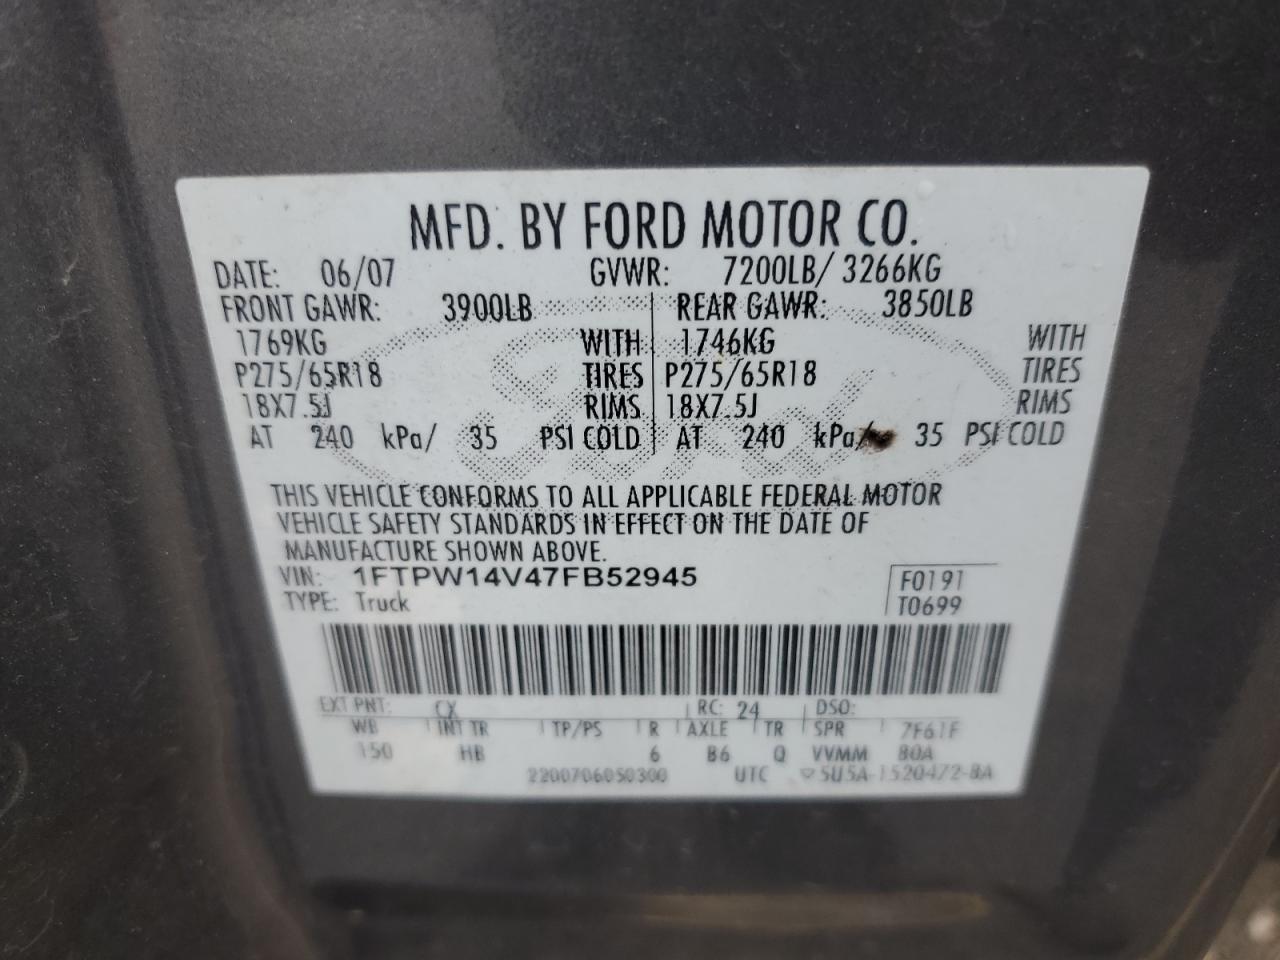 MFD. BY FORD MOTOR CO.
DATE: 06/07 GVWR: 7200LB/ 3266KG
FRONT GAWR: 3900LB REAR GAWR: 3850LB
1769KG WITH 1746KG WITH
P275/65R18 TIRES P275/65R18 TIRES
18X7.5J RIMS 18X7.5J RIMS
AT 240 kPa/ 35 PSI COLD AT 240 kPa/ 35 PSI COLD
THIS VEHICLE CONFORMS TO ALL APPLICABLE FEDERAL MOTOR
VEHICLE SAFETY STANDARDS IN EFFECT ON THE DATE OF
MANUFACTURE SHOWN ABOVE.
VIN: 1FTPW14V47FB52945 F0191
TYPE: Truck T0699
EXT PNT: CX RC: 24 DSO:
WB INT TR TP/PS R AXLE TR SPR 7F61F
150 HB 6 B6 Q VVMM 80A
2200706050300 UTC ▽5U5A-1520472-BA